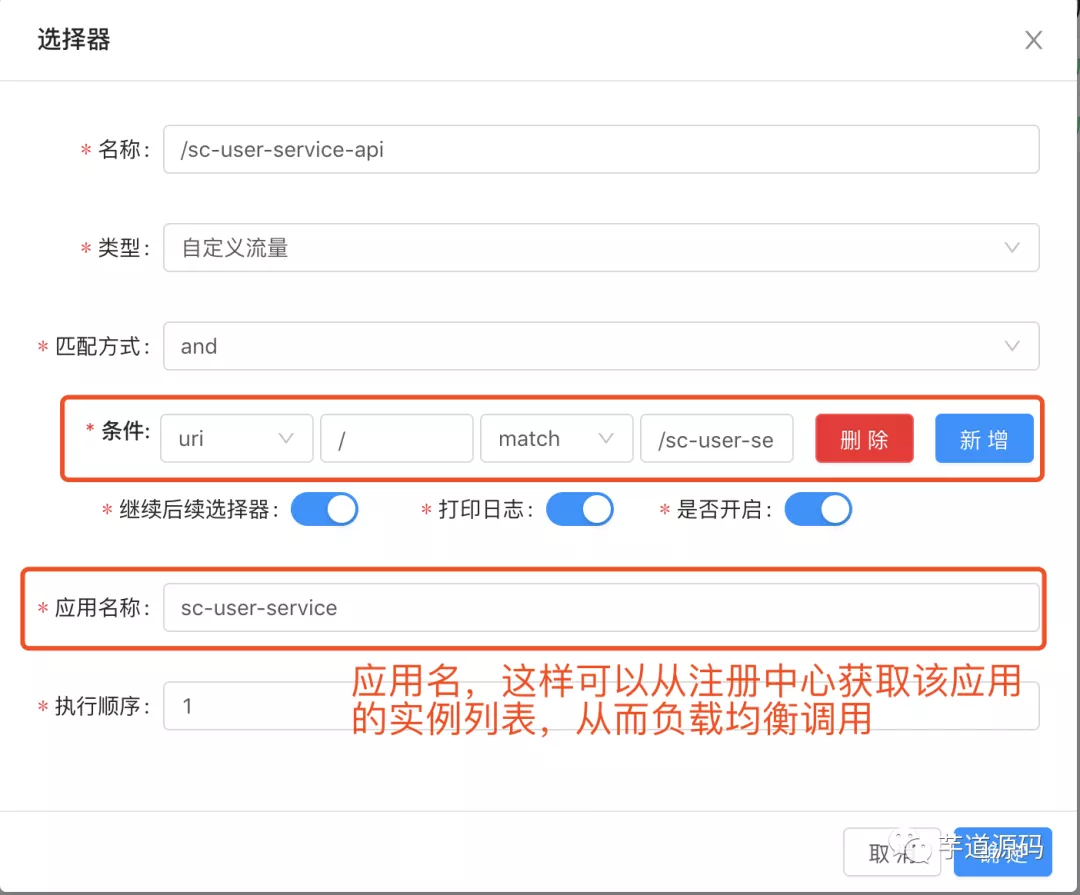 选择器
* 名称: /sc-user-service-api
* 类型: 自定义流量
* 匹配方式: and
* 条件: uri / match /sc-user-se 删 除 新 增
* 继续后续选择器: * 打印日志: * 是否开启:
* 应用名称: sc-user-service
应用名，这样可以从注册中心获取该应用
* 执行顺序: 1
的实例列表，从而负载均衡调用
取 消 确 定
芋道源码